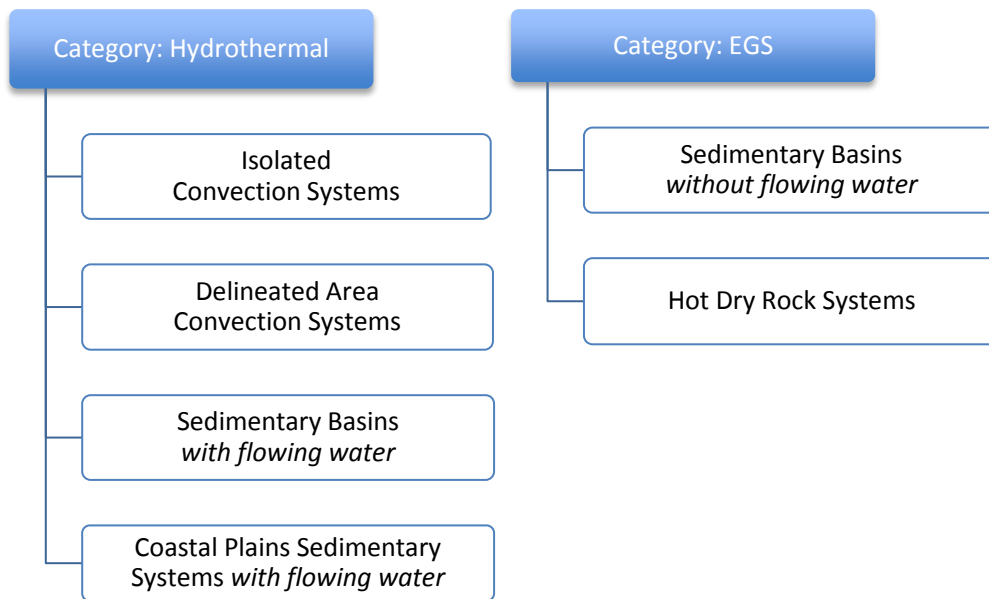 Category: Hydrothermal
Isolated
Convection Systems
Delineated Area
Convection Systems
Sedimentary Basins
with flowing water
Coastal Plains Sedimentary
Systems with flowing water
Category: EGS
Sedimentary Basins
without flowing water
Hot Dry Rock Systems